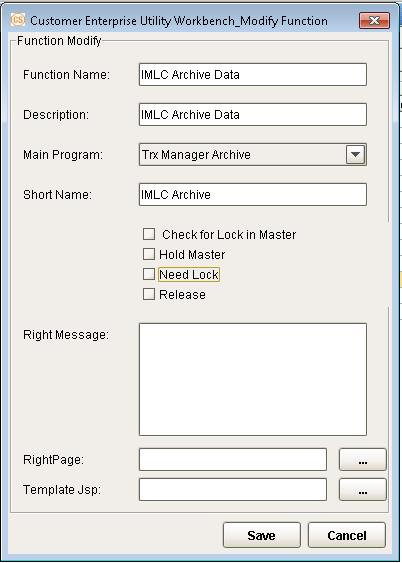 CS Customer Enterprise Utility Workbench_Modify Function
Function Modify
Function Name: IMLC Archive Data
Description: IMLC Archive Data
Main Program: Trx Manager Archive
Short Name: IMLC Archive
Check for Lock in Master
Hold Master
Need Lock
Release
Right Message:
RightPage: ...
Template Jsp: ...
Save Cancel